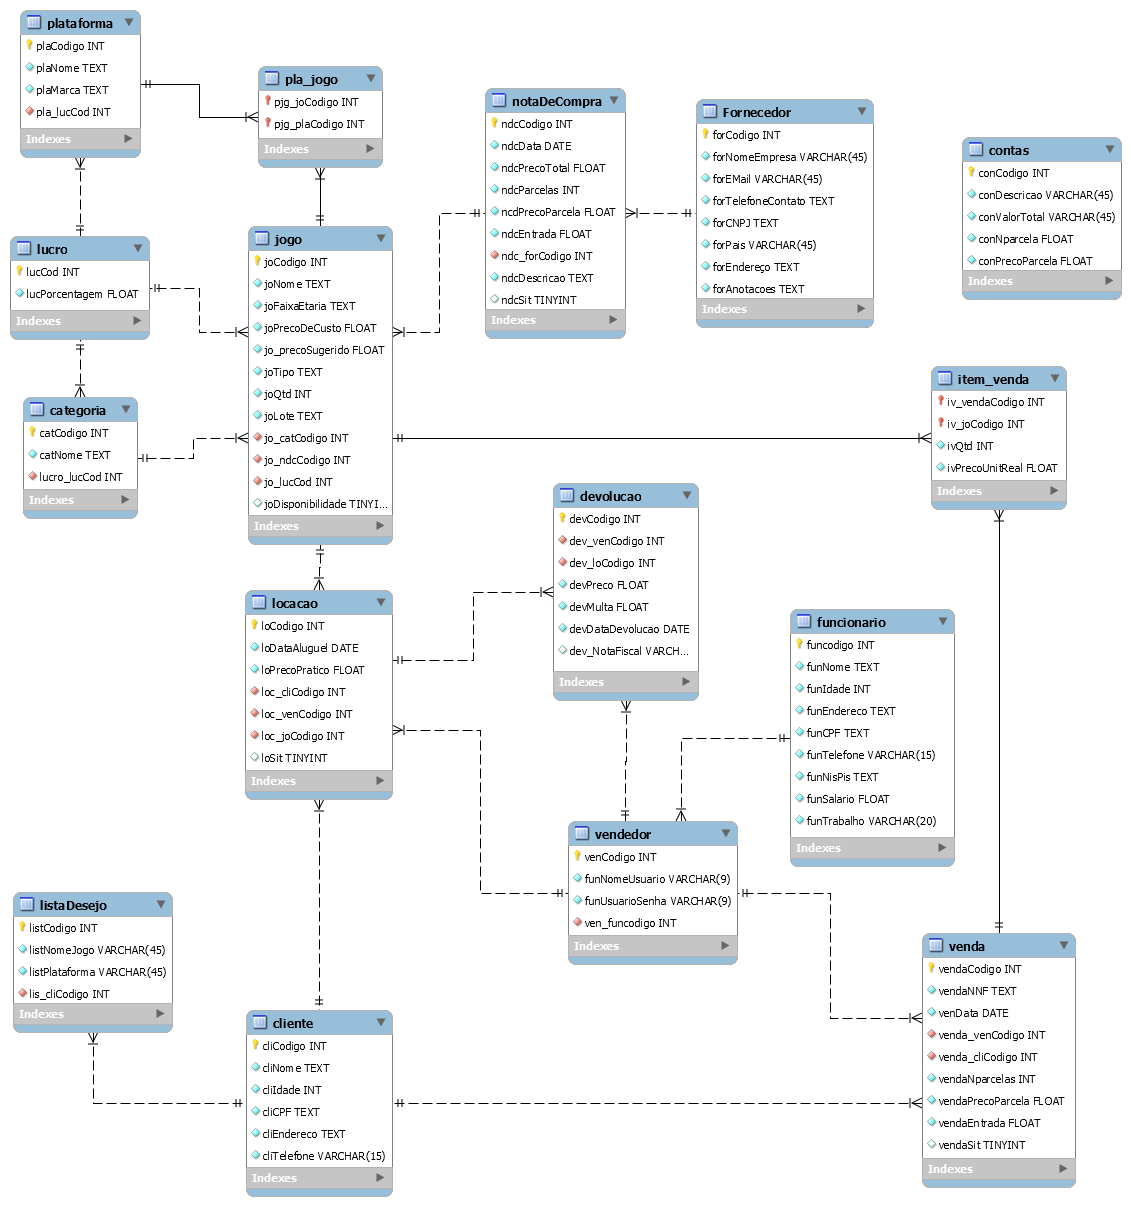 plataforma
plaCodigo INT
plaNome TEXT
plaMarca TEXT
pla_lucCod INT
Indexes
pla_jogo
pjg_joCodigo INT
pjg_plaCodigo INT
Indexes
notaDeCompra
ndcCodigo INT
ndcData DATE
ndcPrecoTotal FLOAT
ndcParcelas INT
ncdPrecoParcela FLOAT
ndcEntrada FLOAT
ndc_forCodigo INT
ndcDescricao TEXT
ndcSit TINYINT
Indexes
Fornecedor
forCodigo INT
forNomeEmpresa VARCHAR(45)
forEMail VARCHAR(45)
forTelefoneContato TEXT
forCNPJ TEXT
forPais VARCHAR(45)
forEndereço TEXT
forAnotacoes TEXT
Indexes
contas
conCodigo INT
conDescricao VARCHAR(45)
conValorTotal VARCHAR(45)
conNparcela FLOAT
conPrecoParcela FLOAT
Indexes
lucro
lucCod INT
lucPorcentagem FLOAT
Indexes
jogo
joCodigo INT
joNome TEXT
joFaixaEtaria TEXT
joPrecoDeCusto FLOAT
jo_precoSugerido FLOAT
joTipo TEXT
joQtd INT
joLote TEXT
jo_catCodigo INT
jo_ndcCodigo INT
jo_lucCod INT
joDisponibilidade TINYI...
Indexes
categoria
catCodigo INT
catNome TEXT
lucro_lucCod INT
Indexes
item_venda
iv_vendaCodigo INT
iv_joCodigo INT
ivQtd INT
ivPrecoUnitReal FLOAT
Indexes
devolucao
devCodigo INT
dev_venCodigo INT
dev_loCodigo INT
devPreco FLOAT
devMulta FLOAT
devDataDevolucao DATE
dev_NotaFiscal VARCH...
Indexes
locacao
loCodigo INT
loDataAluguel DATE
loPrecoPratico FLOAT
loc_cliCodigo INT
loc_venCodigo INT
loc_joCodigo INT
loSit TINYINT
Indexes
funcionario
funcodigo INT
funNome TEXT
funIdade INT
funEndereco TEXT
funCPF TEXT
funTelefone VARCHAR(15)
funNisPis TEXT
funSalario FLOAT
funTrabalho VARCHAR(20)
Indexes
vendedor
venCodigo INT
funNomeUsuario VARCHAR(9)
funUsuarioSenha VARCHAR(9)
ven_funcodigo INT
Indexes
listaDesejo
listCodigo INT
listNomeJogo VARCHAR(45)
listPlataforma VARCHAR(45)
lis_cliCodigo INT
Indexes
cliente
cliCodigo INT
cliNome TEXT
cliIdade INT
cliCPF TEXT
cliEndereco TEXT
cliTelefone VARCHAR(15)
Indexes
venda
vendaCodigo INT
vendaNNF TEXT
venData DATE
venda_venCodigo INT
venda_cliCodigo INT
vendaNparcelas INT
vendaPrecoParcela FLOAT
vendaEntrada FLOAT
vendaSit TINYINT
Indexes